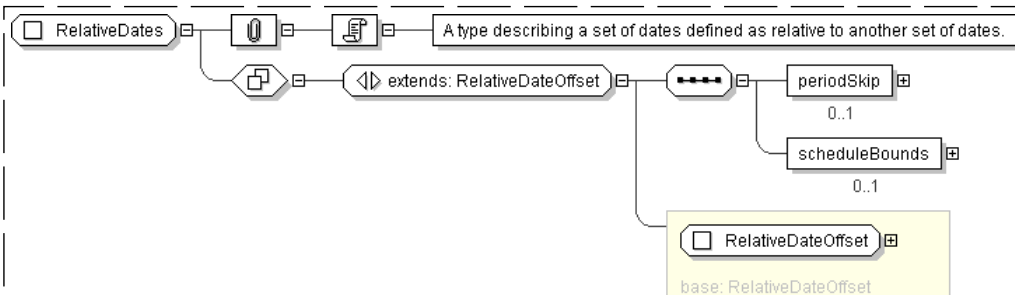 RelativeDates
A type describing a set of dates defined as relative to another set of dates.
extends: RelativeDateOffset
periodSkip
0..1
scheduleBounds
0..1
RelativeDateOffset
base: RelativeDateOffset